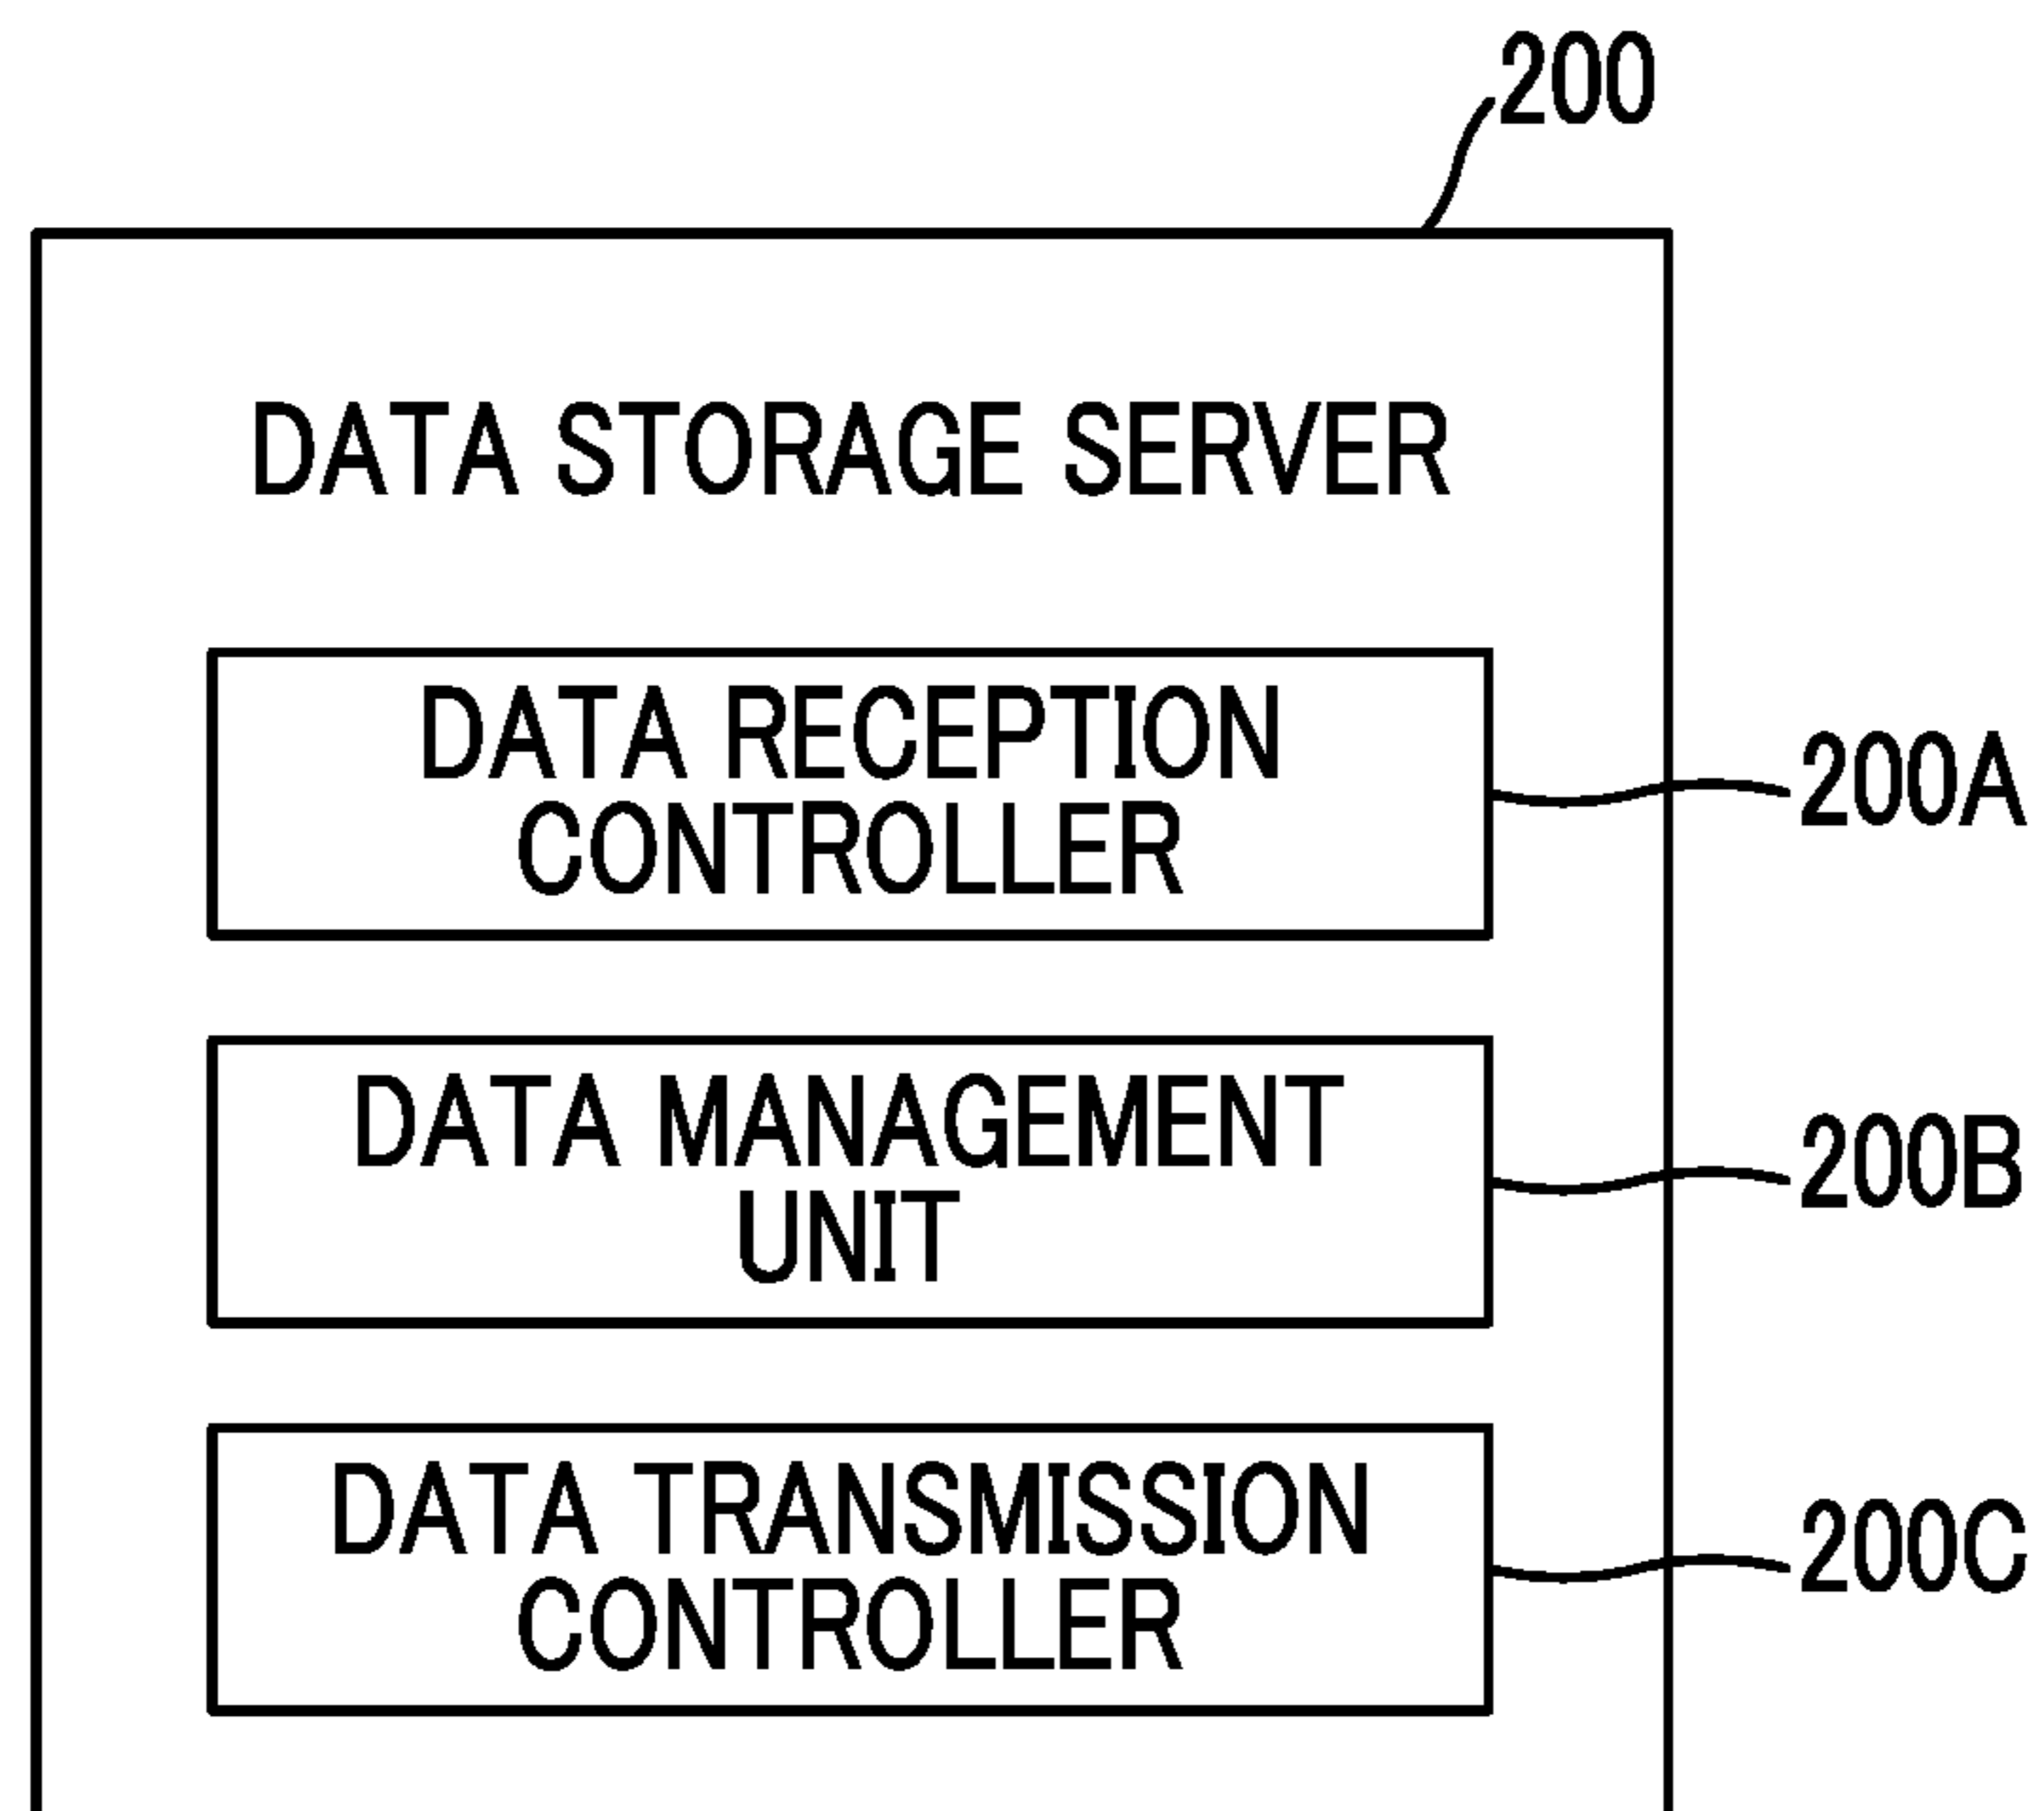 200
DATA STORAGE SERVER
DATA RECEPTION
CONTROLLER
200A
DATA MANAGEMENT
UNIT
200B
DATA TRANSMISSION
CONTROLLER
200C